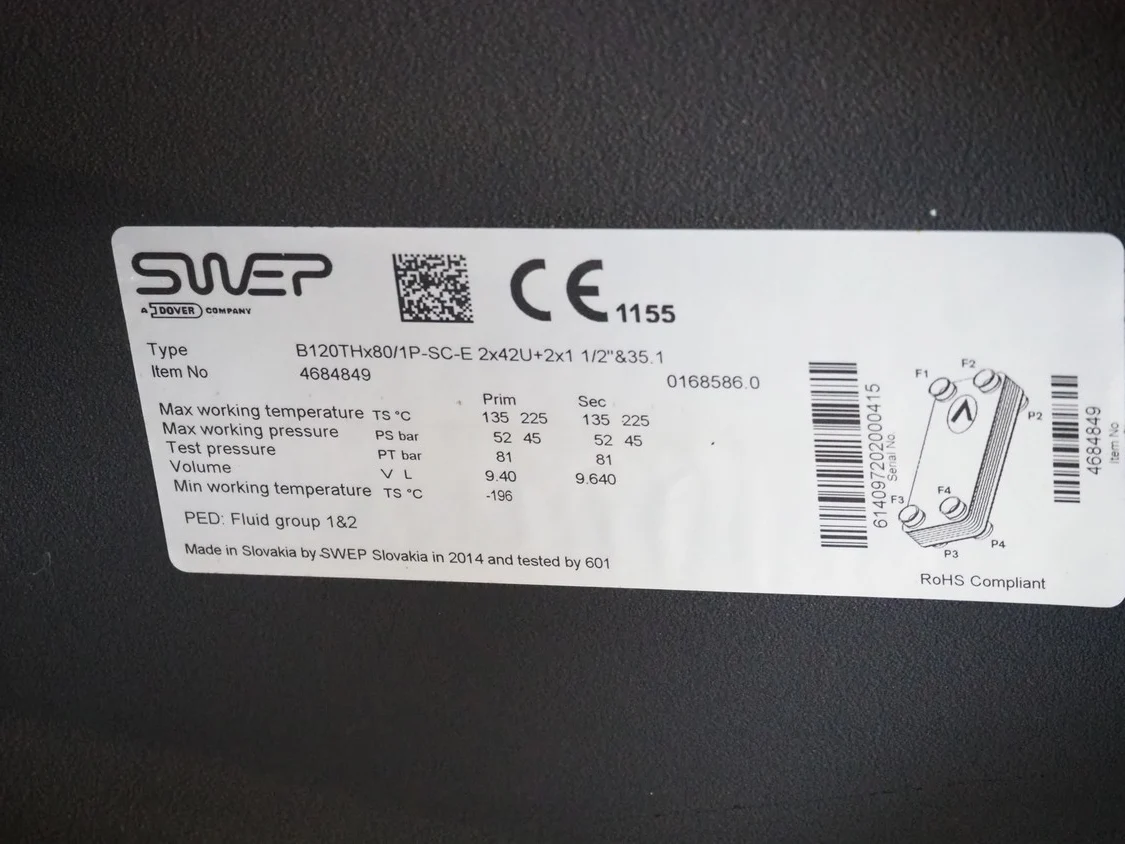 SWEP
A DOVER COMPANY
CE 1155
Type B120THx80/1P-SC-E 2x42U+2x1 1/2"&35.1
Item No 4684849 0168586.0
Prim Sec
Max working temperature TS °C 135 225 135 225
Max working pressure PS bar 52 45 52 45
Test pressure PT bar 81 81
Volume V L 9.40 9.640
Min working temperature TS °C -196
PED: Fluid group 1&2
Made in Slovakia by SWEP Slovakia in 2014 and tested by 601
614097202000415
Serial No.
F1
F2
P2
F3
F4
P3
P4
4684849
Item No
RoHS Compliant